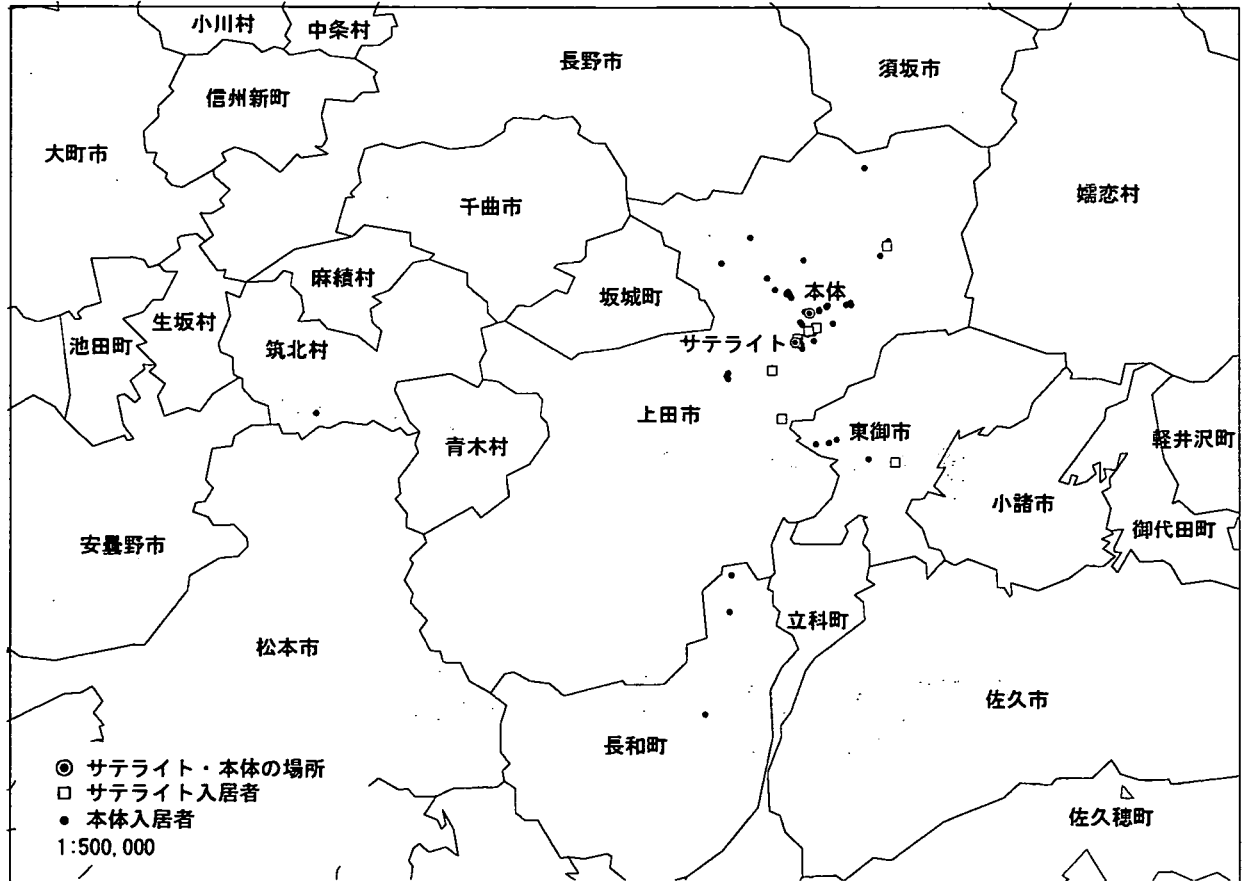 小川村
中条村
長野市
須坂市
信州新町
大町市
嬬恋村
千曲市
麻績村
坂城町
本体
生坂村
池田町
筑北村
サテライト
上田市
東御市
青木村
軽井沢町
小諸市
御代田町
安曇野市
立科町
松本市
佐久市
長和町
サテライト・本体の場所
サテライト入居者
本体入居者
佐久穂町
1:500,000